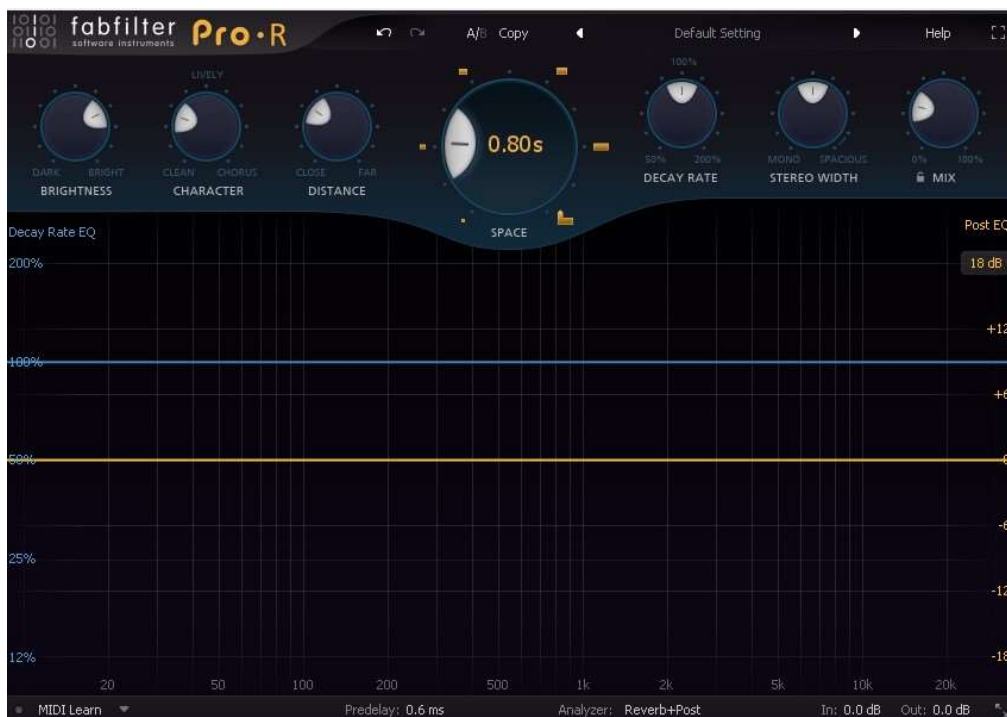 fabfilter Pro·R A/B Copy Default Setting Help
software instruments
LIVELY 100%
0.80s
DARK BRIGHT CLEAN CHORUS CLOSE FAR 50% 200% MONO SPACIOUS 0% 100%
BRIGHTNESS CHARACTER DISTANCE DECAY RATE STEREO WIDTH MIX
SPACE
Decay Rate EQ Post EQ
200% 18 dB
+12
100%
+6
50% 0
-6
25%
-12
12% -18
20 50 100 200 500 1k 2k 5k 10k 20k
MIDI Learn Predelay: 0.6 ms Analyzer: Reverb+Post In: 0.0 dB Out: 0.0 dB